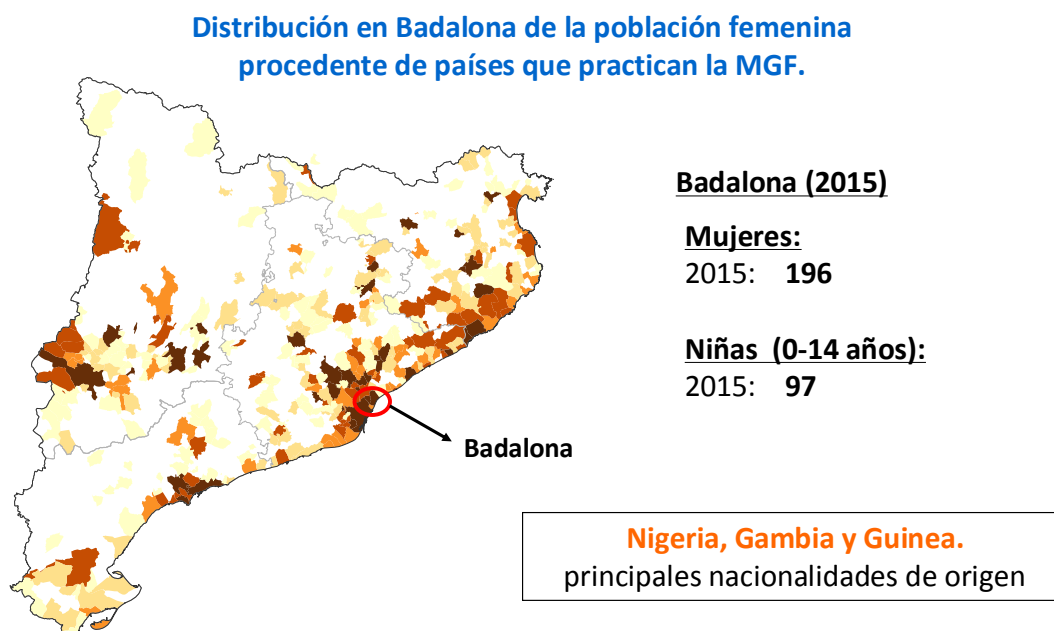 Distribución en Badalona de la población femenina
procedente de países que practican la MGF.
Badalona (2015)
Mujeres:
2015: 196
Niñas (0-14 años):
2015: 97
Badalona
Nigeria, Gambia y Guinea.
principales nacionalidades de origen